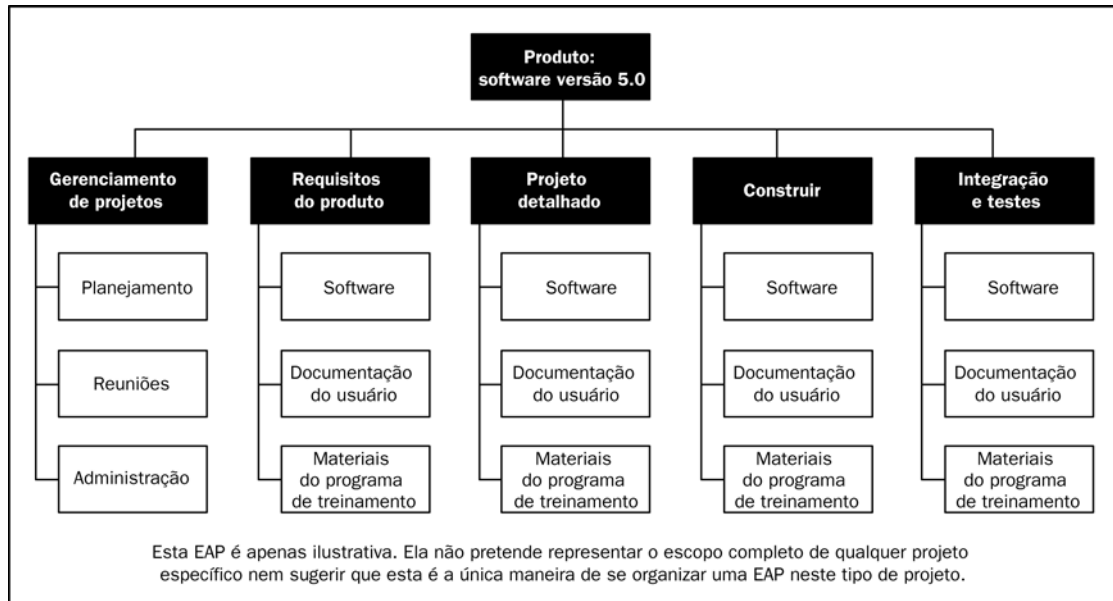 Produto:
software versão 5.0
Gerenciamento
de projetos
Requisitos
do produto
Projeto
detalhado
Construir
Integração
e testes
Planejamento
Software
Software
Software
Software
Reuniões
Documentação
do usuário
Documentação
do usuário
Documentação
do usuário
Documentação
do usuário
Administração
Materiais
do programa
de treinamento
Materiais
do programa
de treinamento
Materiais
do programa
de treinamento
Materiais
do programa
de treinamento
Esta EAP é apenas ilustrativa. Ela não pretende representar o escopo completo de qualquer projeto
específico nem sugerir que esta é a única maneira de se organizar uma EAP neste tipo de projeto.